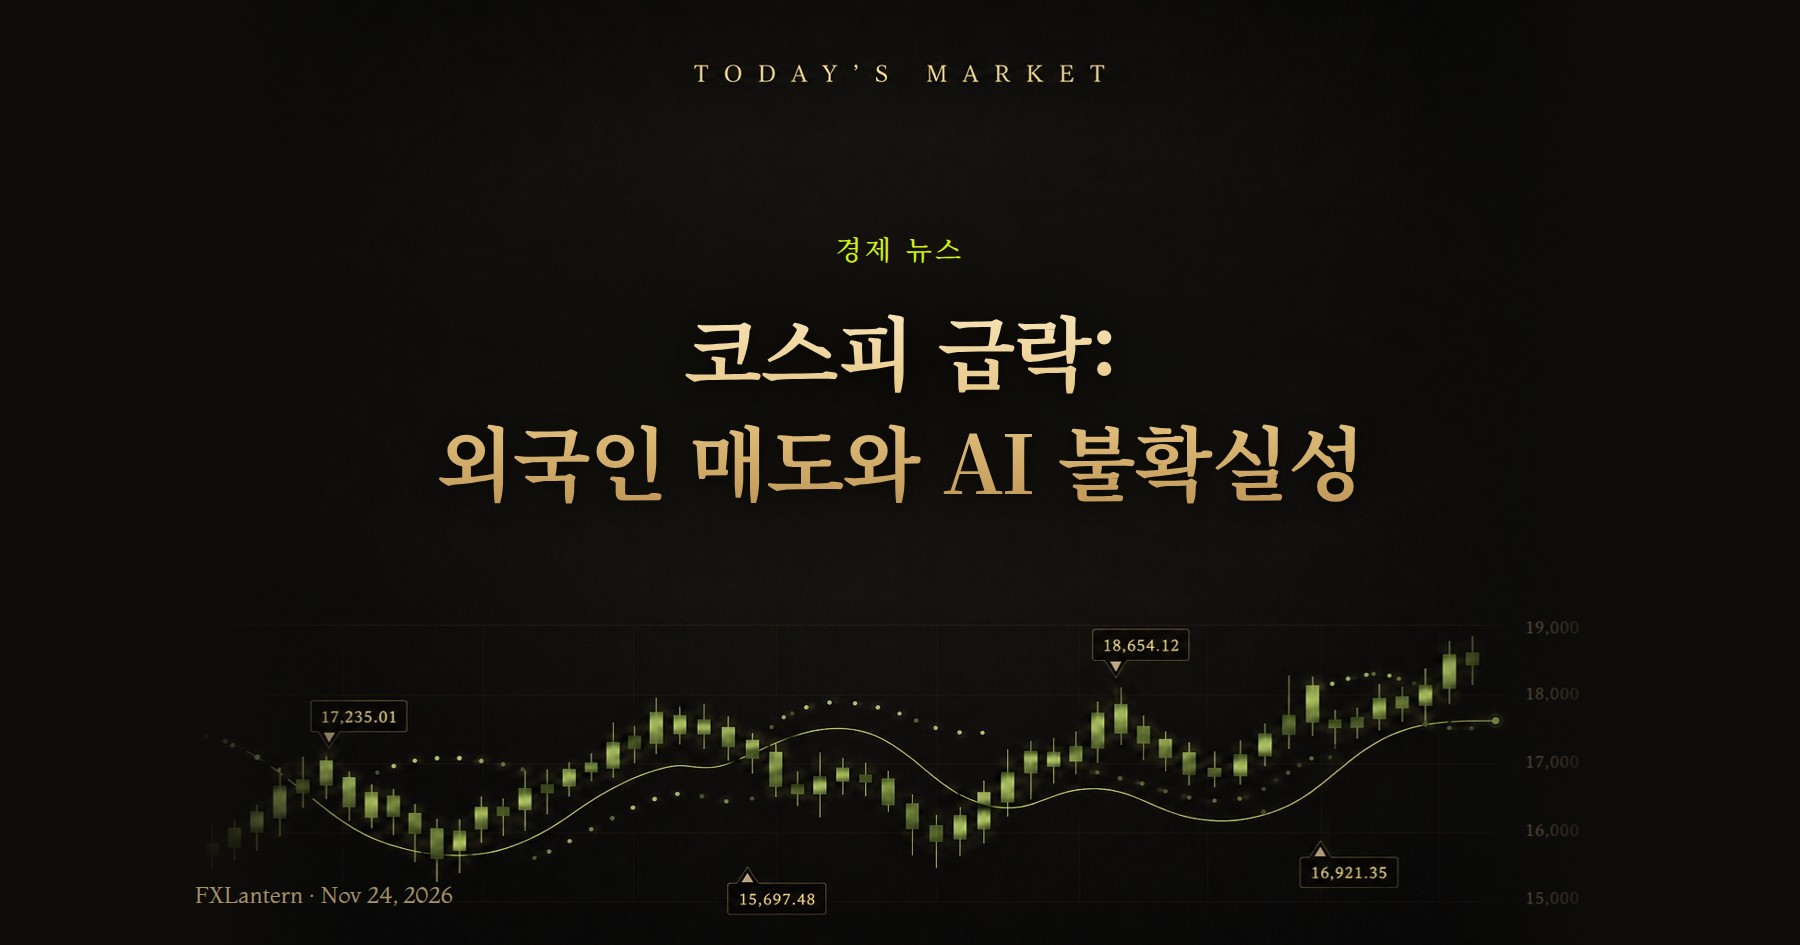 TODAY’S MARKET
경제 뉴스
코스피 급락:
외국인 매도와 AI 불확실성
19,000
18,654.12
18,000
17,235.01
17,000
16,000
16,921.35
15,697.48
15,000
FXLantern · Nov 24, 2026